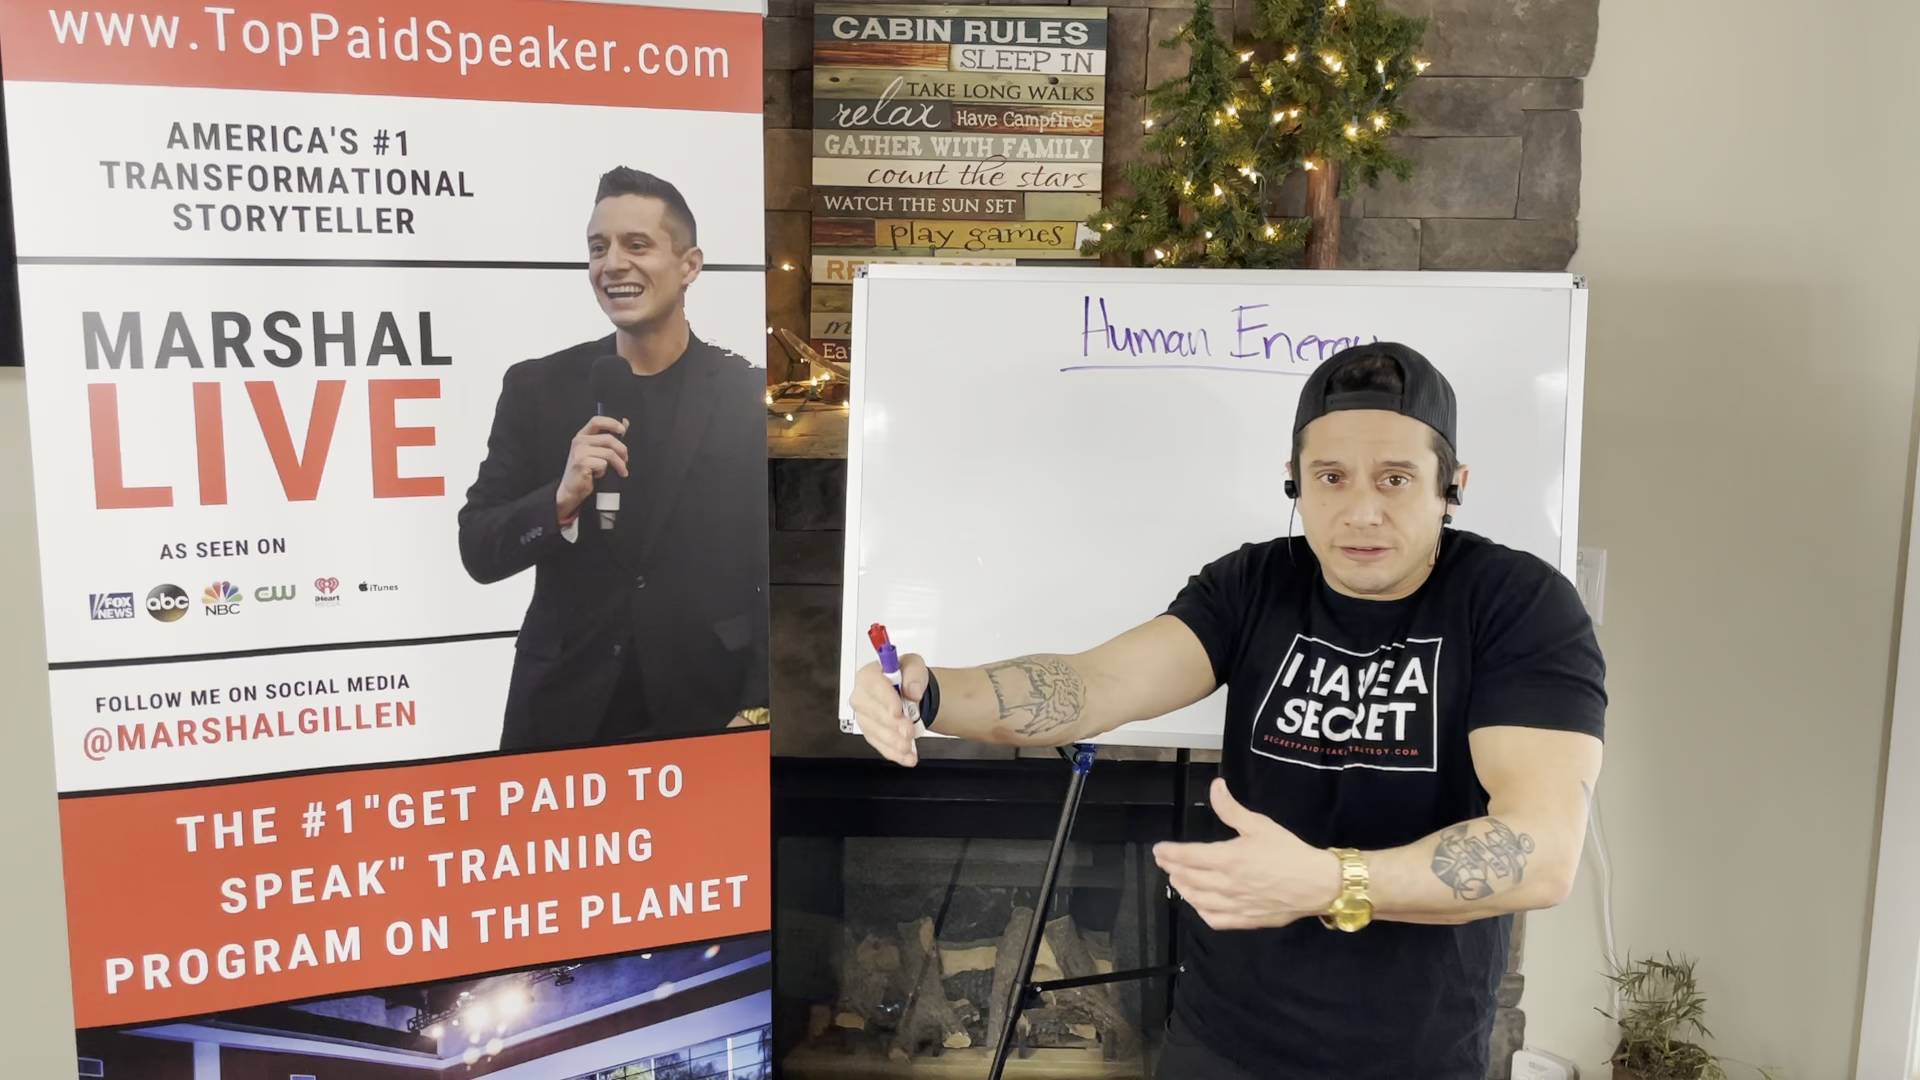 www.TopPaidSpeaker.com
AMERICA'S #1
TRANSFORMATIONAL
STORYTELLER
MARSHAL
LIVE
AS SEEN ON
FOX
NEWS
abc
NBC
CW
iHeart
MEDIA
iTunes
FOLLOW ME ON SOCIAL MEDIA
@MARSHALGILLEN
THE #1"GET PAID TO
SPEAK" TRAINING
PROGRAM ON THE PLANET
CABIN RULES
SLEEP IN
TAKE LONG WALKS
relax Have Campfires
GATHER WITH FAMILY
count the stars
WATCH THE SUN SET
play games
Human Energy
I HAVE A
SECRET